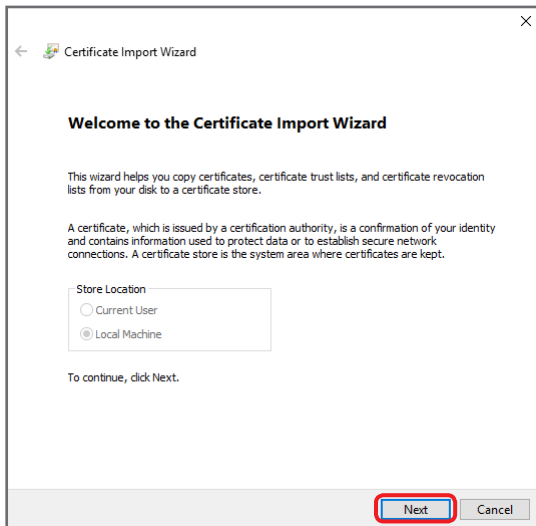 Certificate Import Wizard
Welcome to the Certificate Import Wizard
This wizard helps you copy certificates, certificate trust lists, and certificate revocation
lists from your disk to a certificate store.
A certificate, which is issued by a certification authority, is a confirmation of your identity
and contains information used to protect data or to establish secure network
connections. A certificate store is the system area where certificates are kept.
Store Location
Current User
Local Machine
To continue, click Next.
Next Cancel